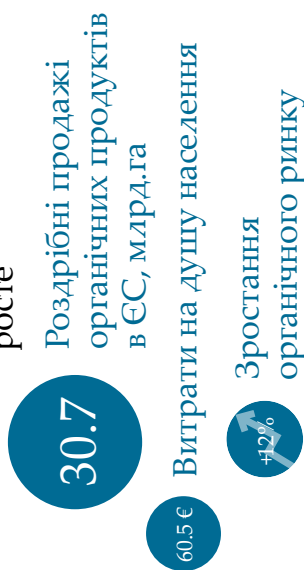 росте
30.7
Роздрібні продажі
органічних продуктів
в ЄС, млрд.га
60.5 €
Витрати на душу населення
+12%
Зростання
органічного ринку